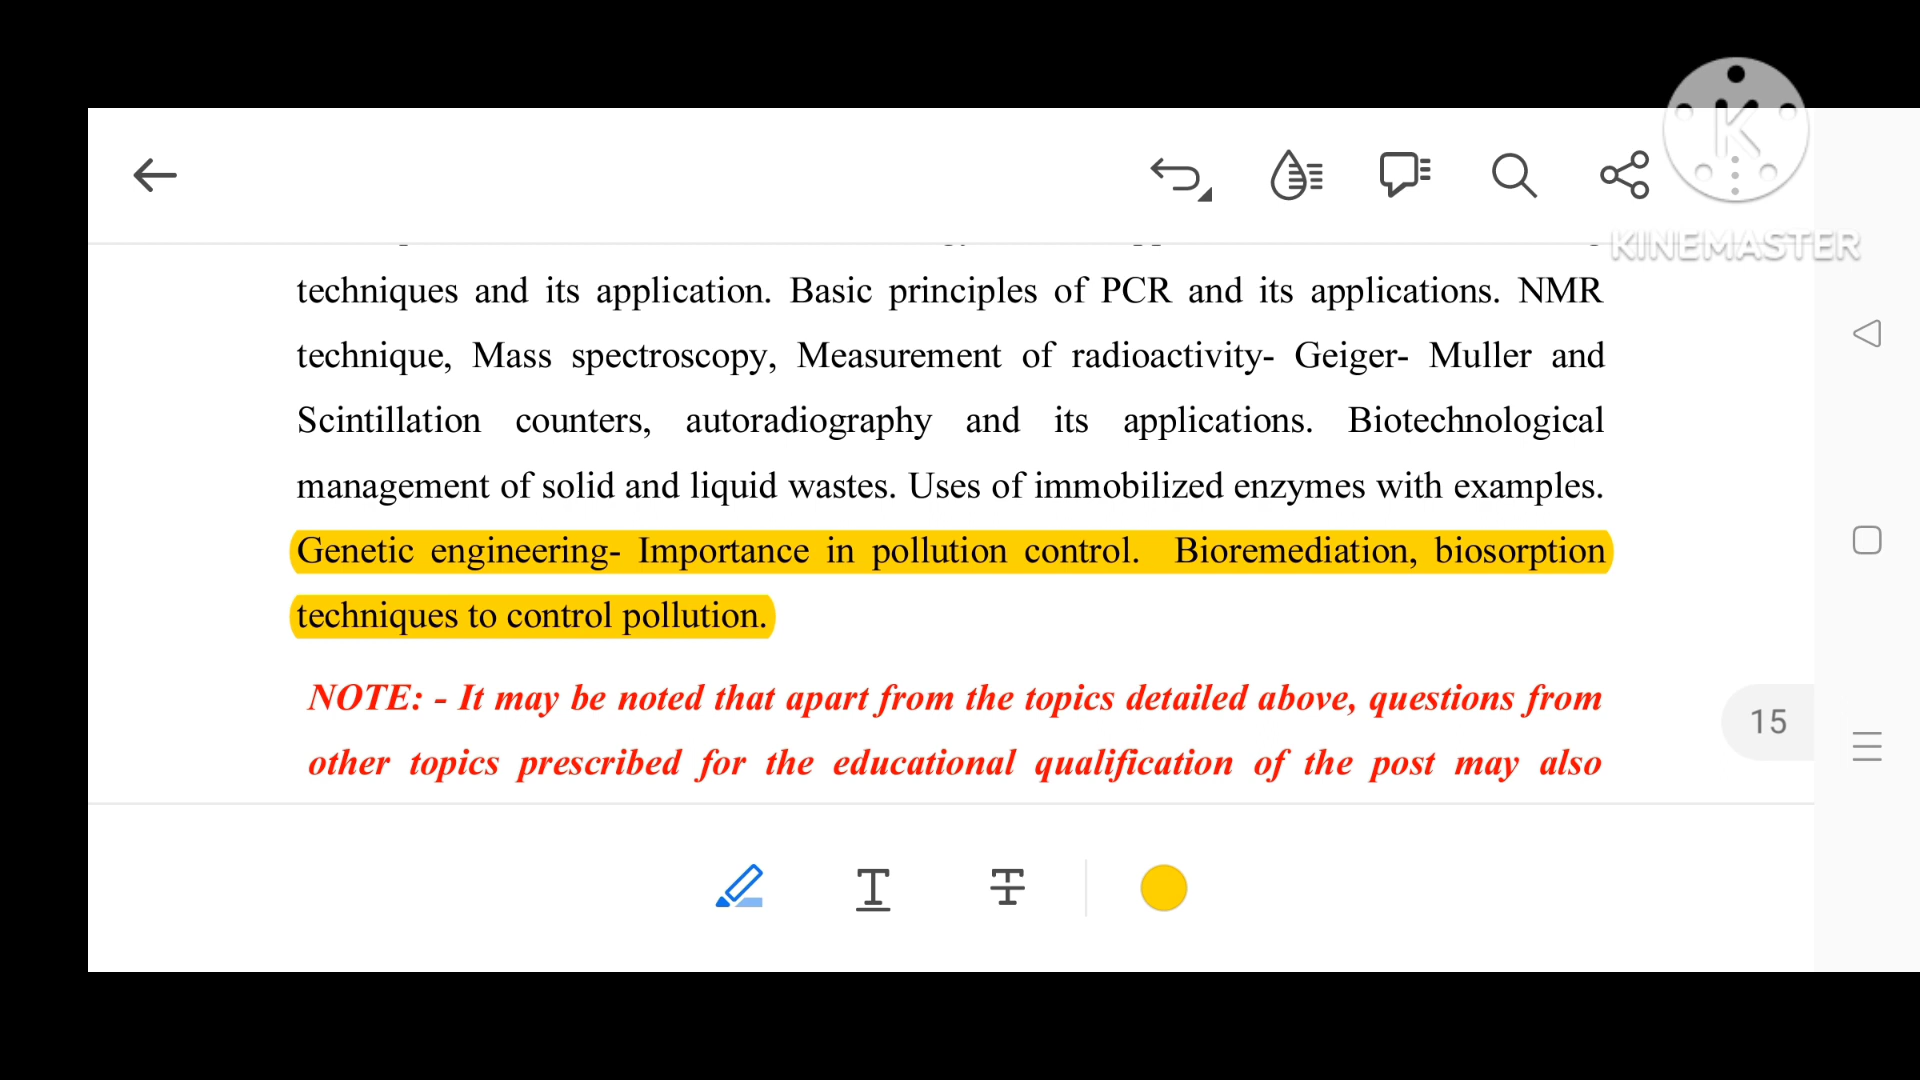 KINEMASTER
techniques and its application. Basic principles of PCR and its applications. NMR
technique, Mass spectroscopy, Measurement of radioactivity- Geiger- Muller and
Scintillation counters, autoradiography and its applications. Biotechnological
management of solid and liquid wastes. Uses of immobilized enzymes with examples.
Genetic engineering- Importance in pollution control. Bioremediation, biosorption
techniques to control pollution.
NOTE: - It may be noted that apart from the topics detailed above, questions from
15
other topics prescribed for the educational qualification of the post may also